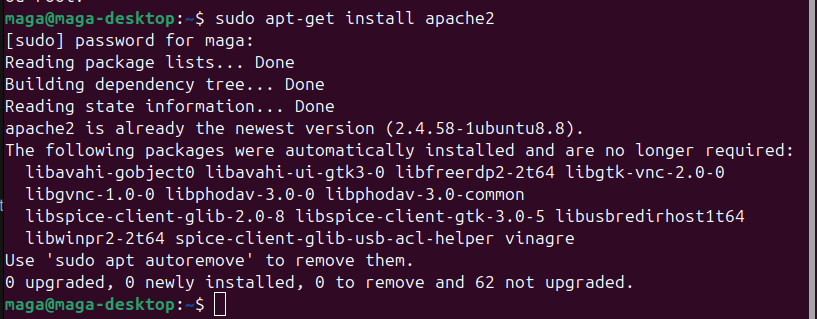 maga@maga-desktop:~$ sudo apt-get install apache2
[sudo] password for maga:
Reading package lists... Done
Building dependency tree... Done
Reading state information... Done
apache2 is already the newest version (2.4.58-1ubuntu8.8).
The following packages were automatically installed and are no longer required:
  libavahi-gobject0 libavahi-ui-gtk3-0 libfreerdp2-2t64 libgtk-vnc-2.0-0
  libgvnc-1.0-0 libphodav-3.0-0 libphodav-3.0-common
  libspice-client-glib-2.0-8 libspice-client-gtk-3.0-5 libusbredirhost1t64
  libwinpr2-2t64 spice-client-glib-usb-acl-helper vinagre
Use 'sudo apt autoremove' to remove them.
0 upgraded, 0 newly installed, 0 to remove and 62 not upgraded.
maga@maga-desktop:~$